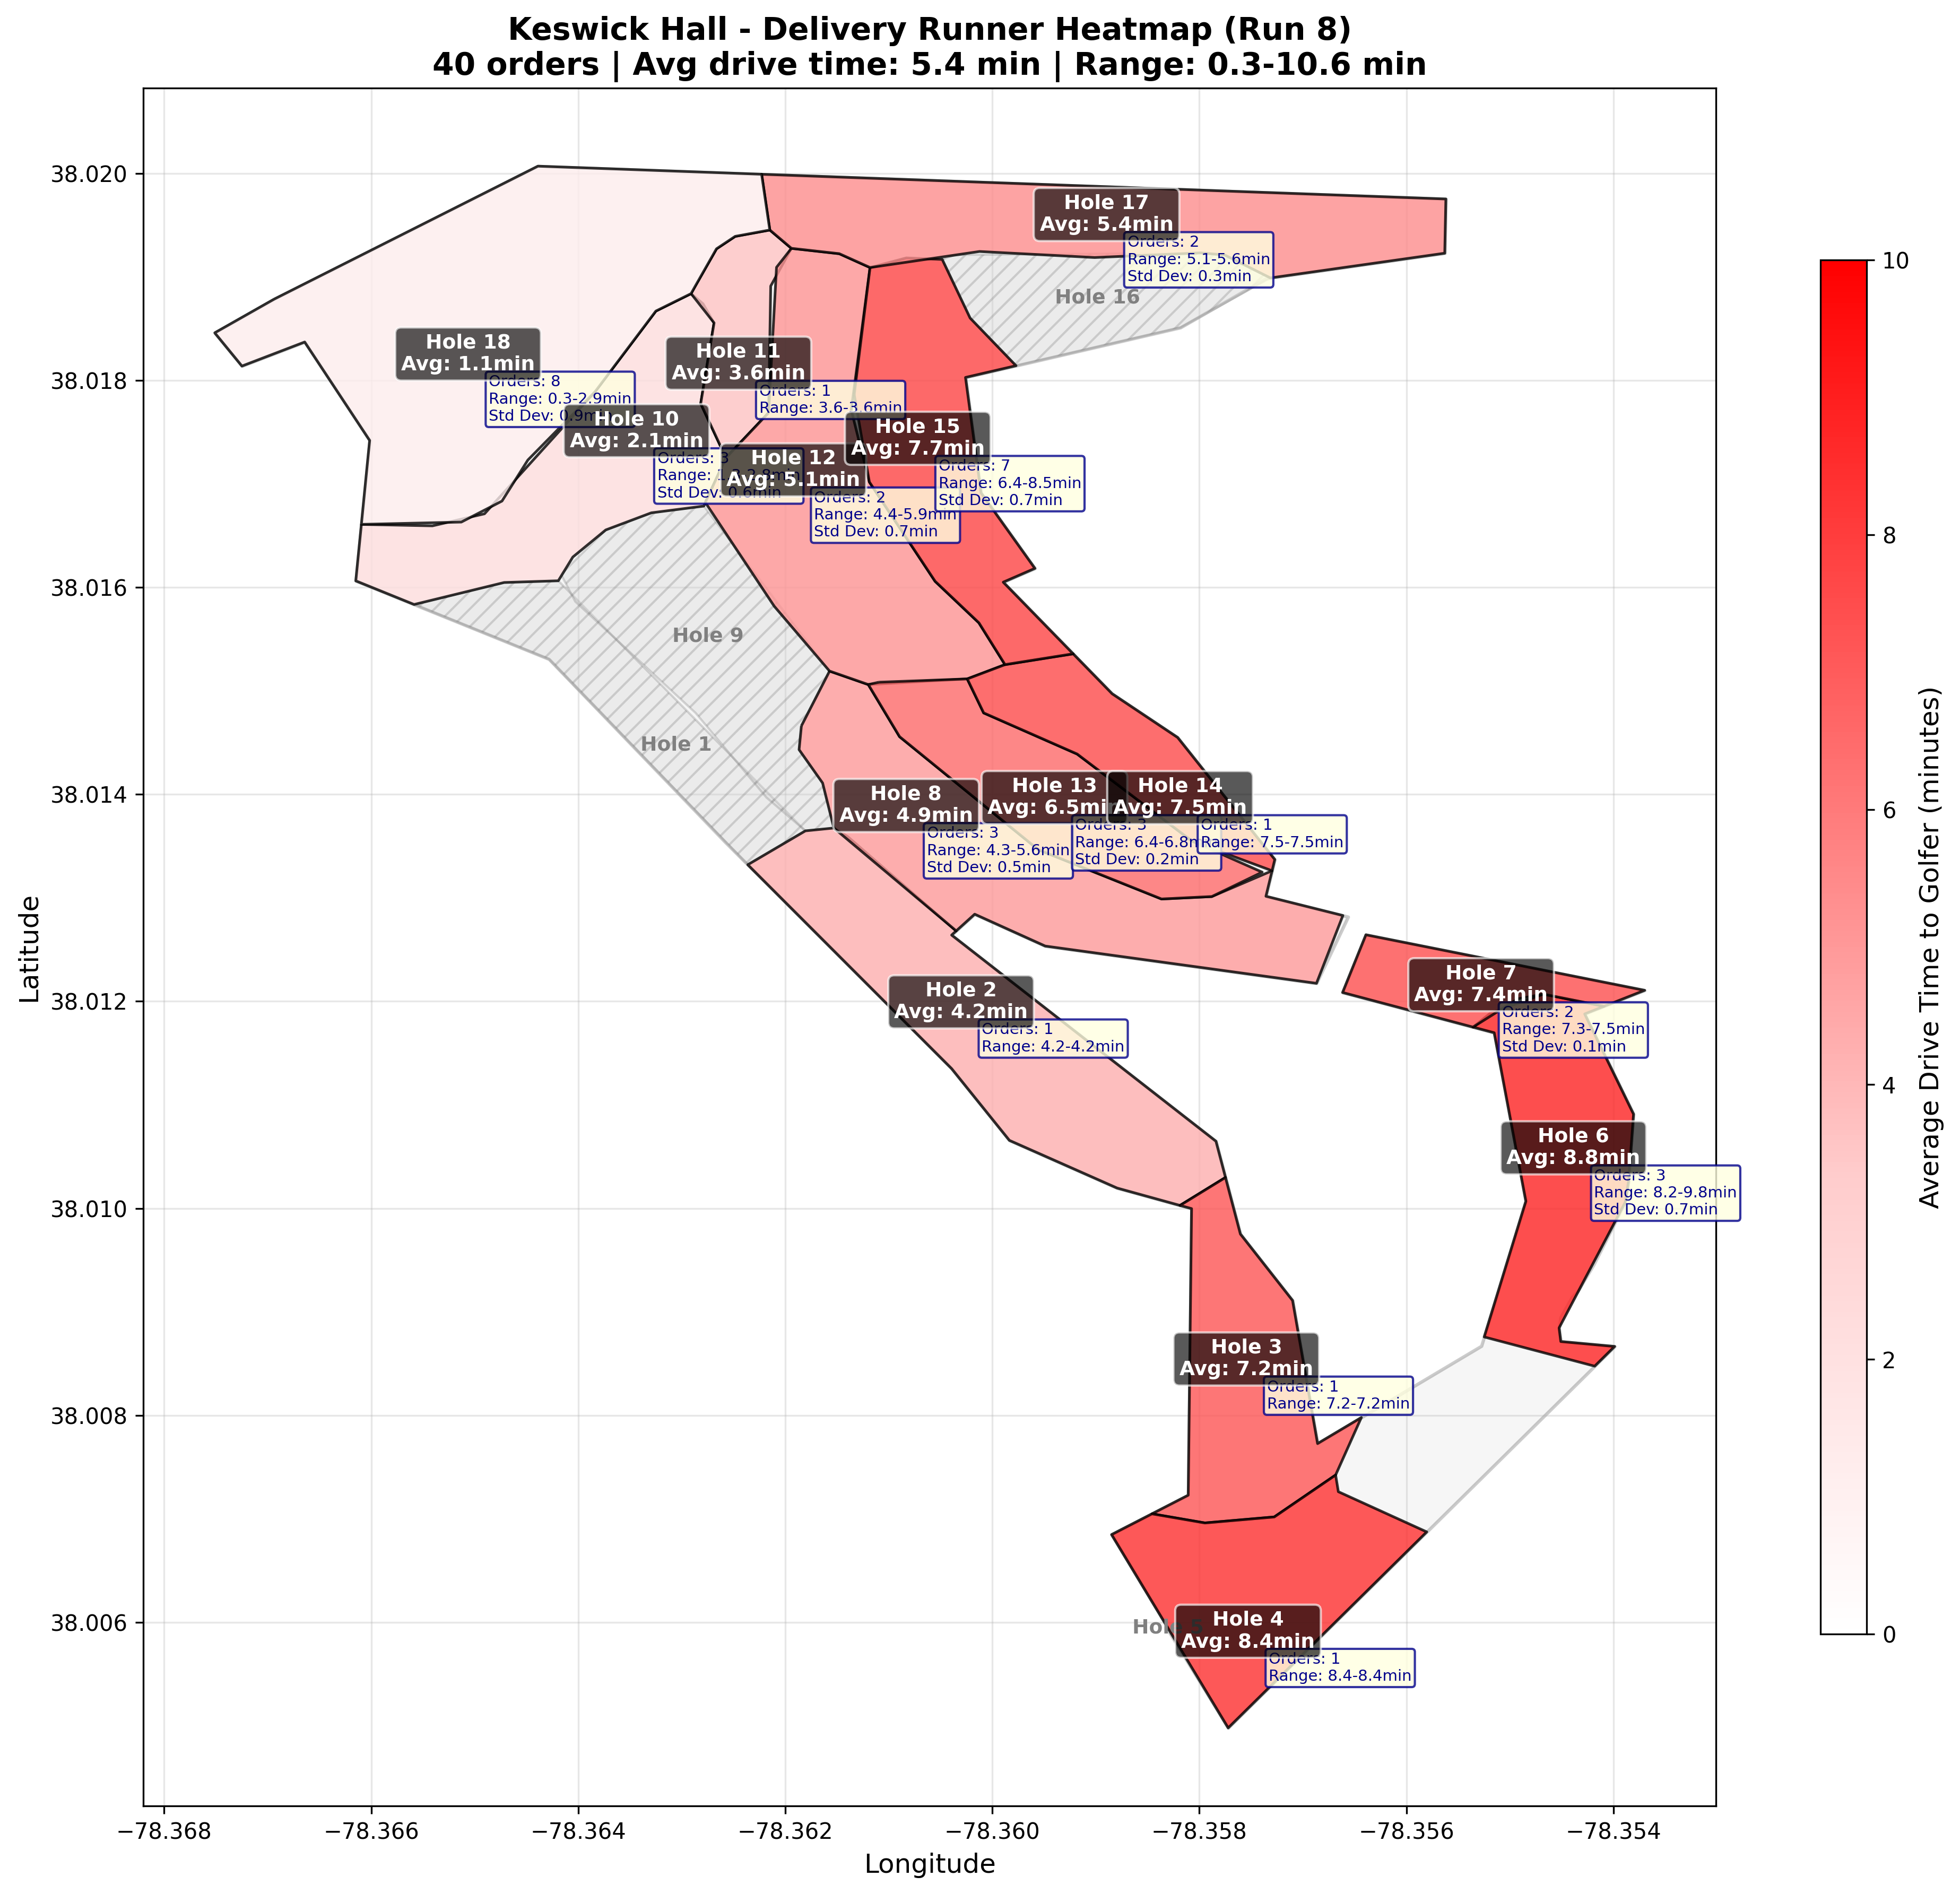 Keswick Hall - Delivery Runner Heatmap (Run 8)
40 orders | Avg drive time: 5.4 min | Range: 0.3-10.6 min
Hole 17
Avg: 5.4min
Orders: 2
Range: 5.1-5.6min
Std Dev: 0.3min
Hole 16
Hole 18
Avg: 1.1min
Orders: 8
Range: 0.3-2.9min
Std Dev: 0.9min
Hole 11
Avg: 3.6min
Orders: 1
Range: 3.6-3.6min
Hole 10
Avg: 2.1min
Orders: 3
Range:
Std Dev: 0.6min
Hole 15
Avg: 7.7min
Orders: 7
Range: 6.4-8.5min
Std Dev: 0.7min
Hole 12
Avg: 5.1min
Orders: 2
Range: 4.4-5.9min
Std Dev: 0.7min
Hole 9
Hole 1
Hole 8
Avg: 4.9min
Orders: 3
Range: 4.3-5.6min
Std Dev: 0.5min
Hole 13
Avg: 6.5min
Orders: 3
Range: 6.4-6.8m
Std Dev: 0.2min
Hole 14
Avg: 7.5min
Orders: 1
Range: 7.5-7.5min
Hole 2
Avg: 4.2min
Orders: 1
Range: 4.2-4.2min
Hole 7
Avg: 7.4min
Orders: 2
Range: 7.3-7.5min
Std Dev: 0.1min
Hole 6
Avg: 8.8min
Orders: 3
Range: 8.2-9.8min
Std Dev: 0.7min
Hole 3
Avg: 7.2min
Orders: 1
Range: 7.2-7.2min
Hole 4
Avg: 8.4min
Orders: 1
Range: 8.4-8.4min
Hole 5
38.020
38.018
38.016
38.014
38.012
38.010
38.008
38.006
Latitude
−78.368
−78.366
−78.364
−78.362
−78.360
−78.358
−78.356
−78.354
Longitude
10
8
6
4
2
0
Average Drive Time to Golfer (minutes)